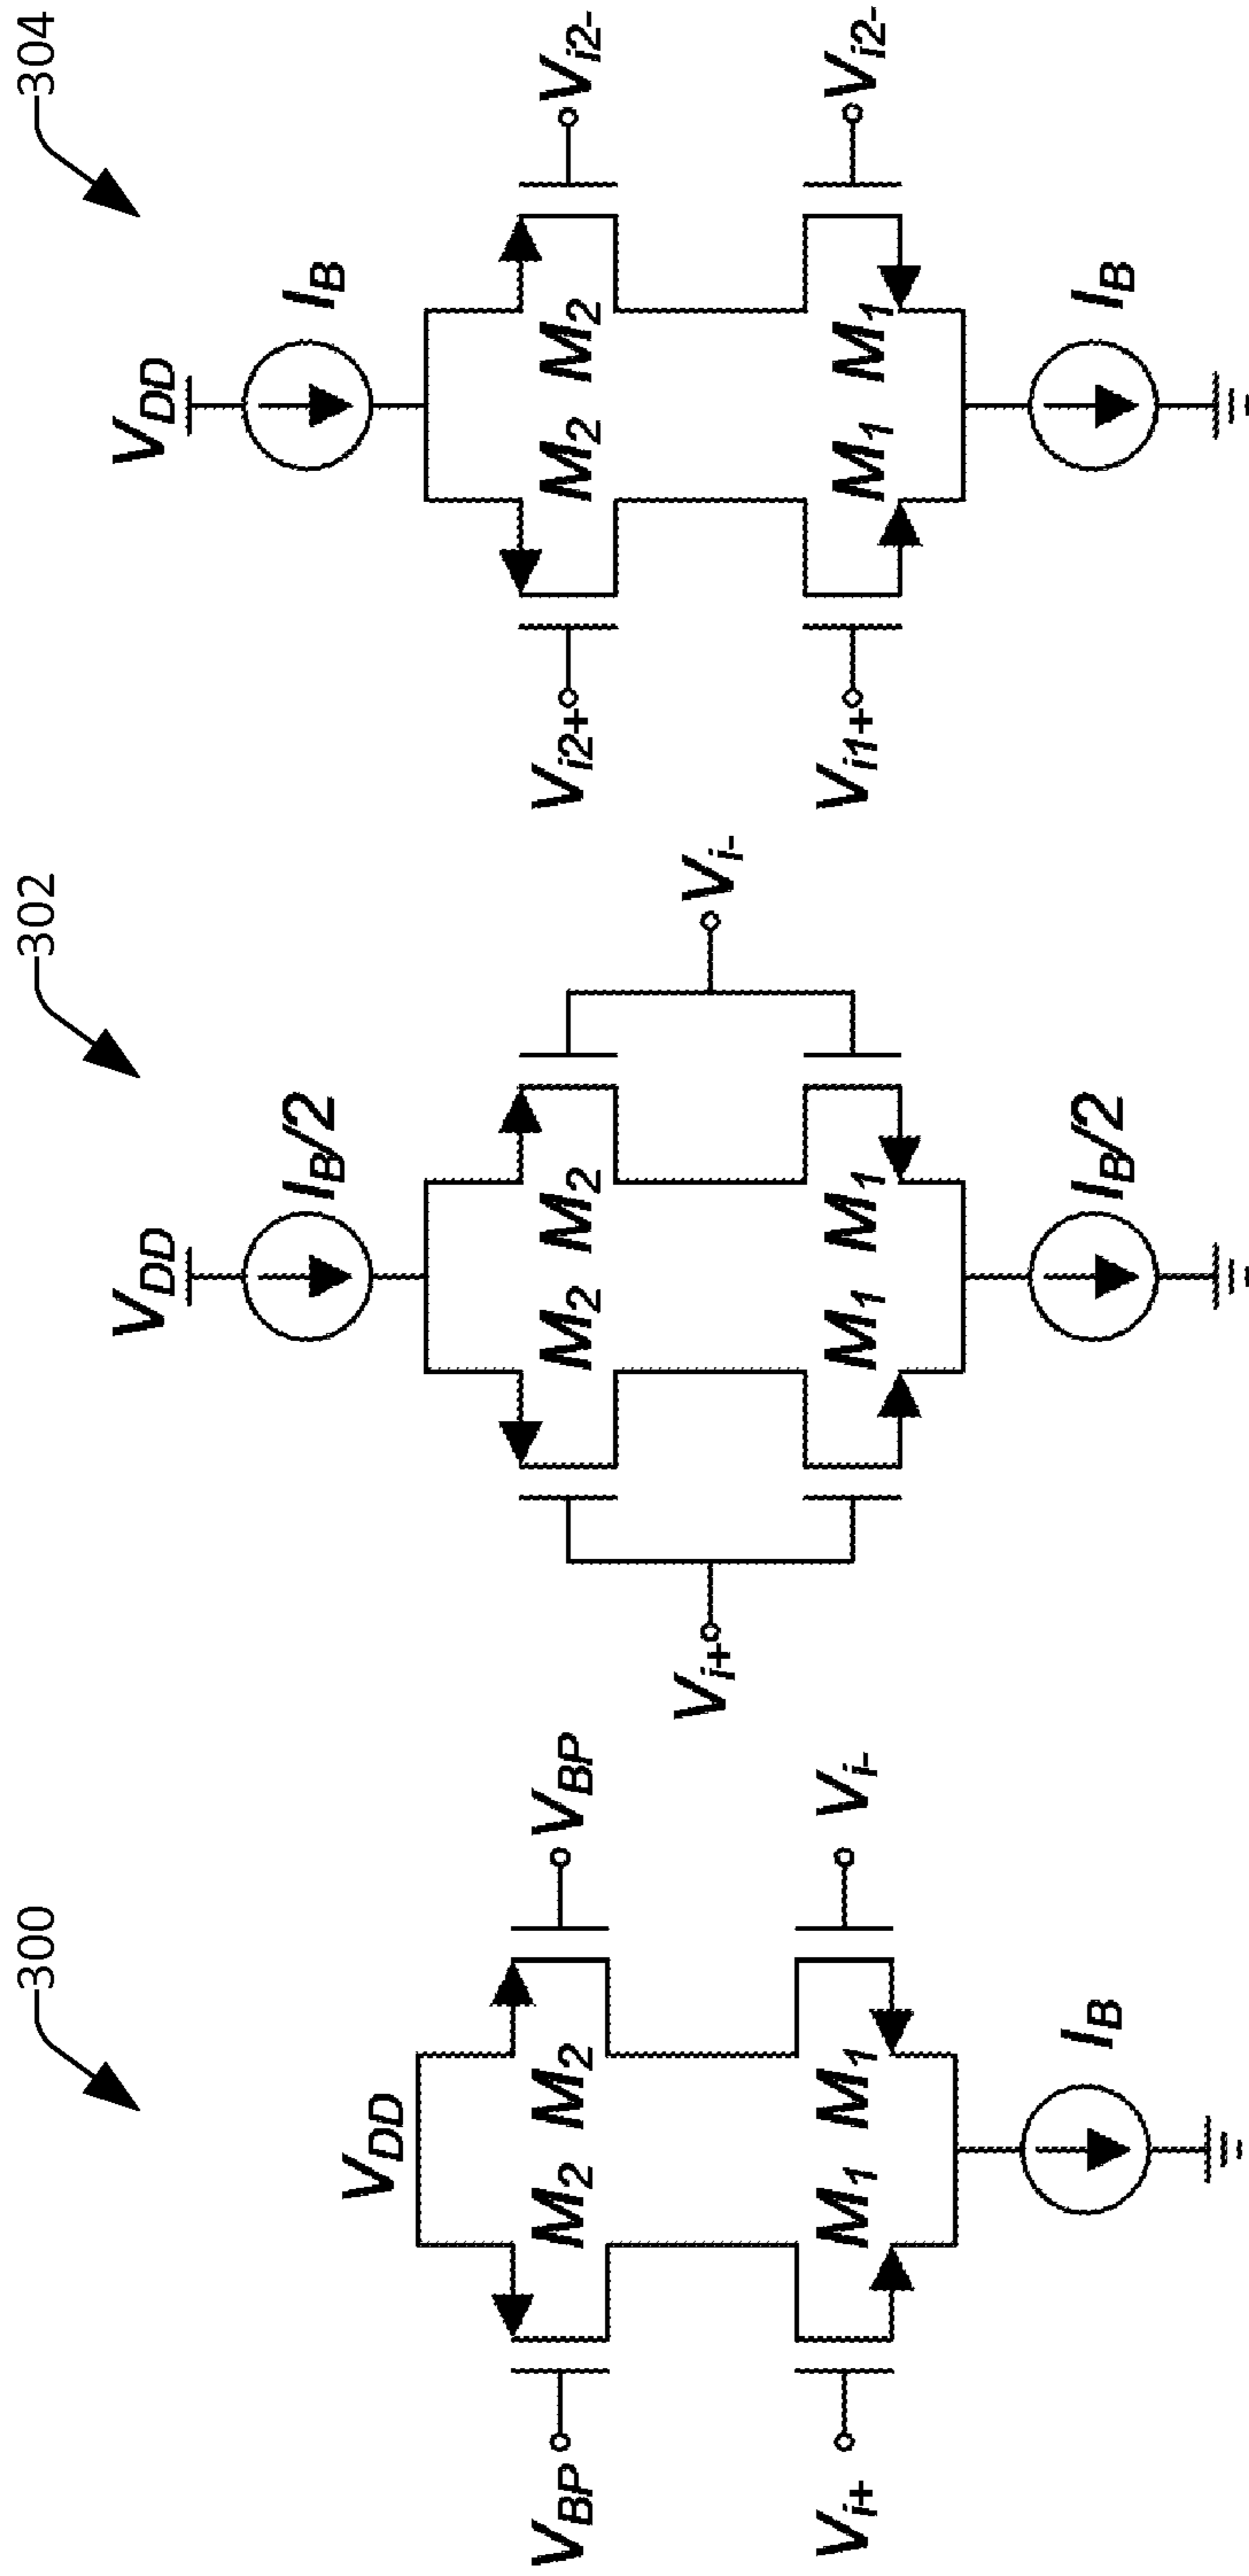 300
V_DD
V_BP
M_2 M_2
V_BP
V_i+
M_1 M_1
V_i-
I_B
302
V_DD
I_B/2
M_2 M_2
V_i+
V_i-
M_1 M_1
I_B/2
304
V_DD
I_B
V_i2+
M_2 M_2
V_i2-
V_i1+
M_1 M_1
V_i2-
I_B